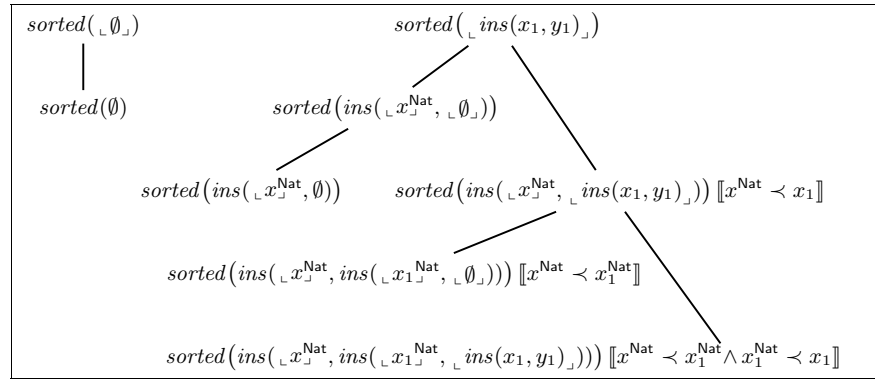 sorted(⌞∅⌟) sorted(⌞ins(x₁, y₁)⌟)
sorted(∅) sorted(ins(⌞x⌟^Nat, ⌞∅⌟))
sorted(ins(⌞x⌟^Nat, ∅)) sorted(ins(⌞x⌟^Nat, ⌞ins(x₁, y₁)⌟)) ⟦x^Nat ≺ x₁⟧
sorted(ins(⌞x⌟^Nat, ins(⌞x₁⌟^Nat, ⌞∅⌟))) ⟦x^Nat ≺ x₁^Nat⟧
sorted(ins(⌞x⌟^Nat, ins(⌞x₁⌟^Nat, ⌞ins(x₁, y₁)⌟))) ⟦x^Nat ≺ x₁^Nat ∧ x₁^Nat ≺ x₁⟧